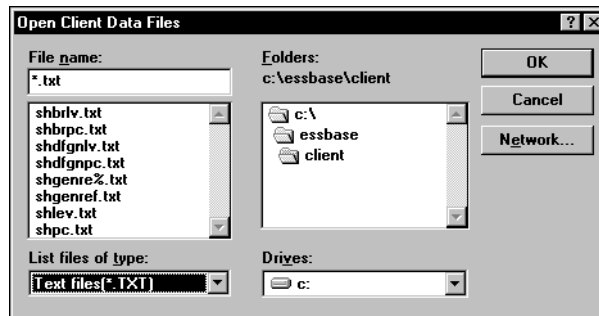 Open Client Data Files
File name:
*.txt
shbrlv.txt
shbrpc.txt
shdfgnlv.txt
shdfgnpc.txt
shgenre%.txt
shgenref.txt
shlev.txt
shpc.txt
List files of type:
Text files(*.TXT)
Folders:
c:\essbase\client
c:\
essbase
client
Drives:
c:
OK
Cancel
Network...